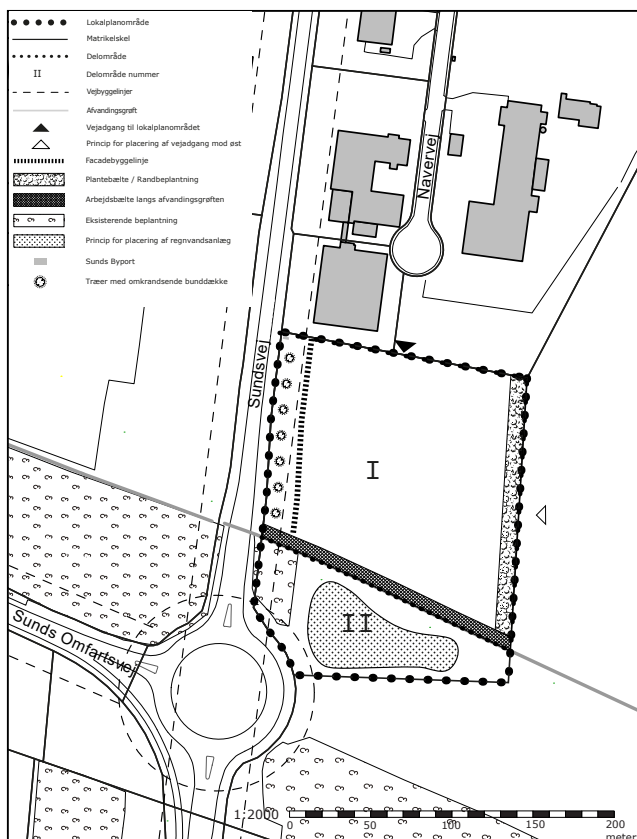 Lokalplanområde
Matrikelskel
Delområde
II
Delområde nummer
Vejbyggelinjer
Afvandingsgrøft
Vejadgang til lokalplanområdet
Princip for placering af vejadgang mod øst
Facadebyggelinje
Plantebælte / Randbeplantning
Arbejdsbælte langs afvandingsgrøften
Eksisterende beplantning
Princip for placering af regnvandsanlæg
Sunds Byport
Træer med omkransende bunddække
Navervej
Sundsvej
I
II
Sunds Omfartsvej
1:2000
0 50 100 150 200
meter